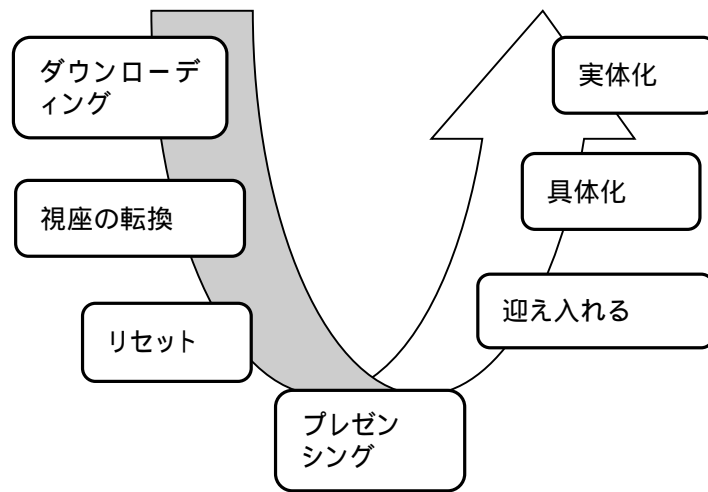 ダウンローデ
ィング
視座の転換
リセット
プレゼン
シング
迎え入れる
具体化
実体化